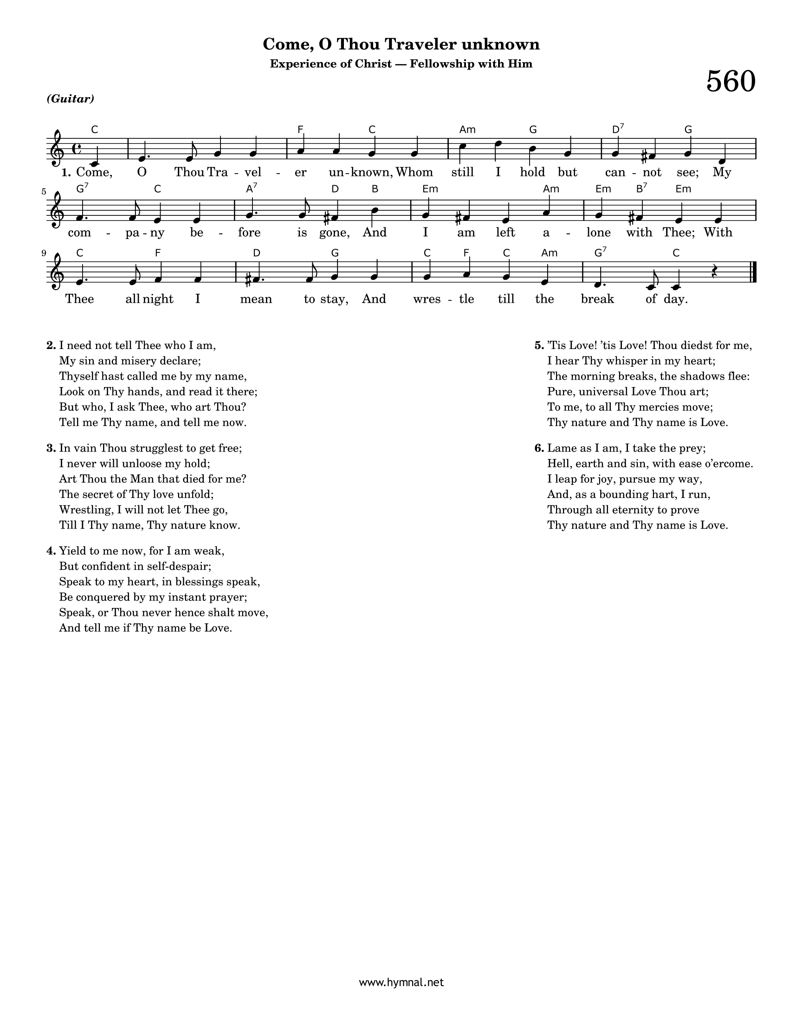 Come, O Thou Traveler unknown
Experience of Christ — Fellowship with Him
560
(Guitar)
C F C Am G D7 G
1. Come, O Thou Tra - vel - er un - known, Whom still I hold but can - not see; My
5 G7 C A7 D B Em Am Em B7 Em
com - pa - ny be - fore is gone, And I am left a - lone with Thee; With
9 C F D G C F C Am G7 C
Thee all night I mean to stay, And wres - tle till the break of day.
2. I need not tell Thee who I am,
My sin and misery declare;
Thyself hast called me by my name,
Look on Thy hands, and read it there;
But who, I ask Thee, who art Thou?
Tell me Thy name, and tell me now.
3. In vain Thou strugglest to get free;
I never will unloose my hold;
Art Thou the Man that died for me?
The secret of Thy love unfold;
Wrestling, I will not let Thee go,
Till I Thy name, Thy nature know.
4. Yield to me now, for I am weak,
But confident in self-despair;
Speak to my heart, in blessings speak,
Be conquered by my instant prayer;
Speak, or Thou never hence shalt move,
And tell me if Thy name be Love.
5. 'Tis Love! 'tis Love! Thou diedst for me,
I hear Thy whisper in my heart;
The morning breaks, the shadows flee:
Pure, universal Love Thou art;
To me, to all Thy mercies move;
Thy nature and Thy name is Love.
6. Lame as I am, I take the prey;
Hell, earth and sin, with ease o'ercome.
I leap for joy, pursue my way,
And, as a bounding hart, I run,
Through all eternity to prove
Thy nature and Thy name is Love.
www.hymnal.net